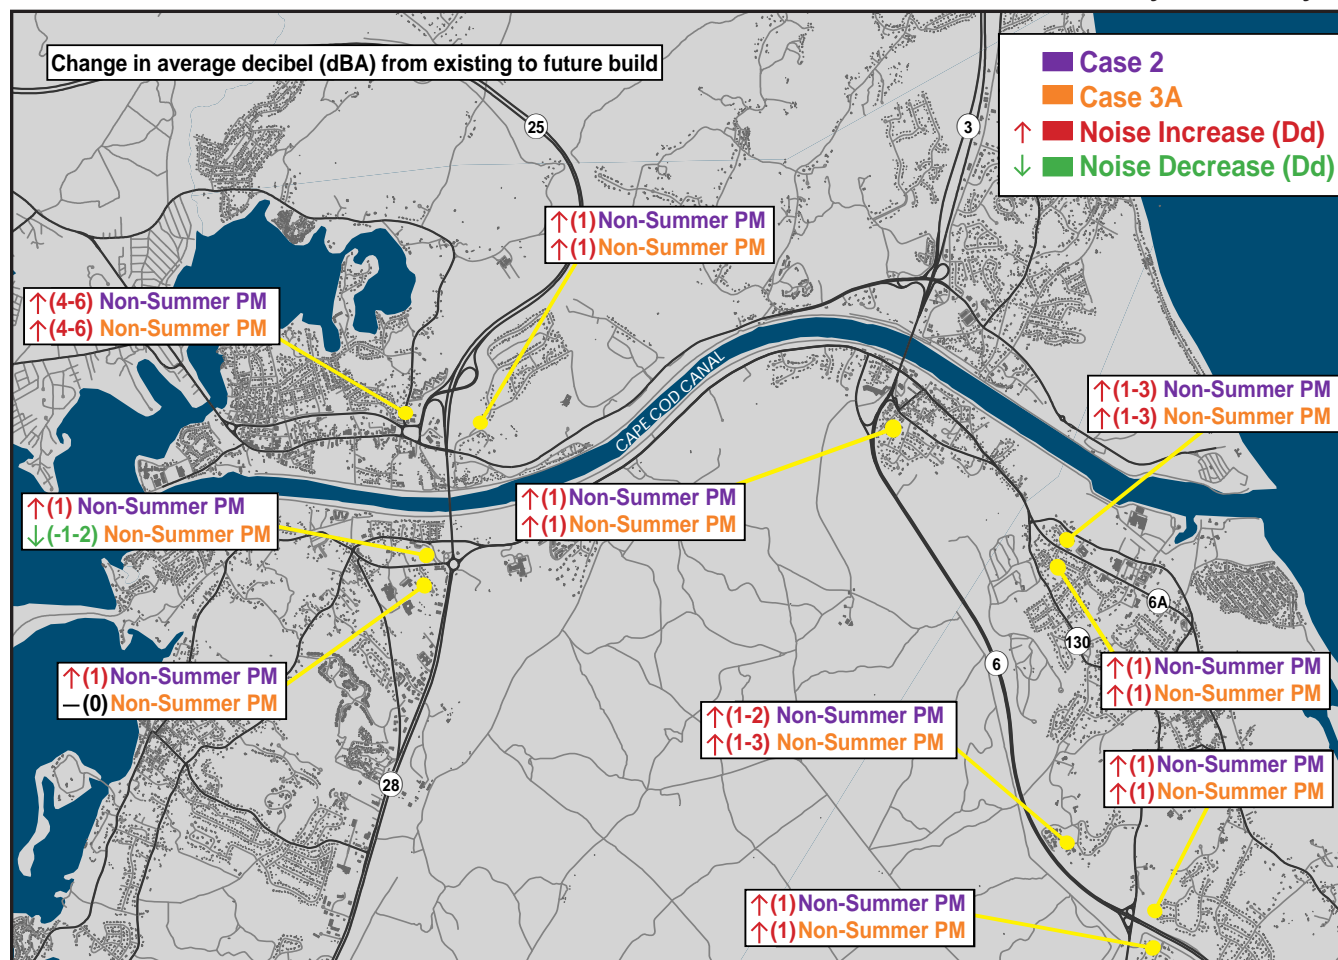 Change in average decibel (dBA) from existing to future build
Case 2
Case 3A
↑ Noise Increase (Dd)
↓ Noise Decrease (Dd)
25
3
↑(1) Non-Summer PM
↑(1) Non-Summer PM
↑(4-6) Non-Summer PM
↑(4-6) Non-Summer PM
CAPE COD CANAL
↑(1-3) Non-Summer PM
↑(1-3) Non-Summer PM
↑(1) Non-Summer PM
↓(-1-2) Non-Summer PM
↑(1) Non-Summer PM
↑(1) Non-Summer PM
6A
130
6
↑(1) Non-Summer PM
↑(1) Non-Summer PM
↑(1) Non-Summer PM
–(0) Non-Summer PM
↑(1-2) Non-Summer PM
↑(1-3) Non-Summer PM
28
↑(1) Non-Summer PM
↑(1) Non-Summer PM
↑(1) Non-Summer PM
↑(1) Non-Summer PM